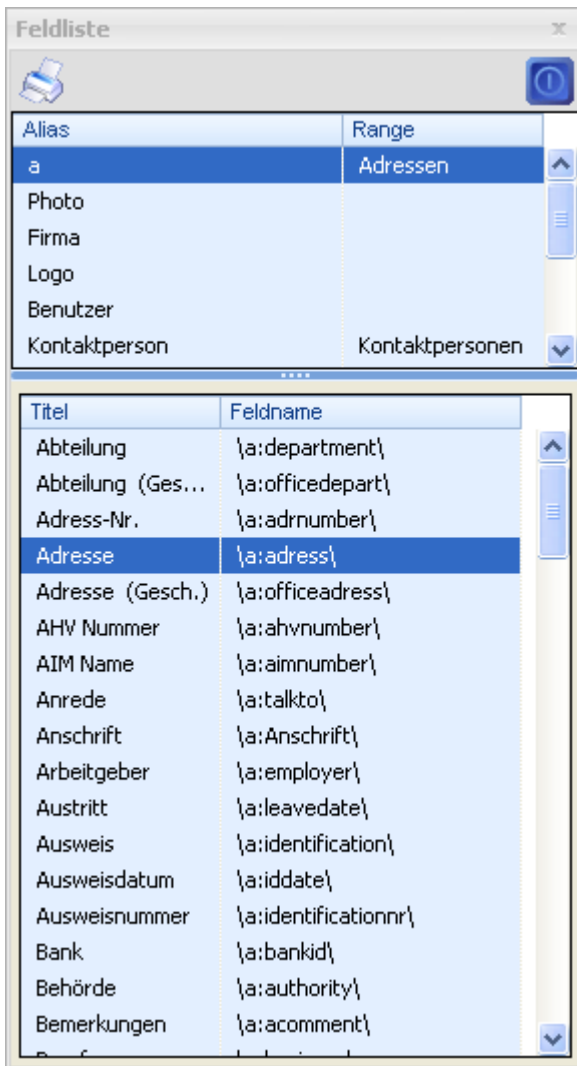 Feldliste
Alias Range
a Adressen
Photo
Firma
Logo
Benutzer
Kontaktperson Kontaktpersonen
Titel Feldname
Abteilung \a:department\
Abteilung (Ges... \a:officedepart\
Adress-Nr. \a:adrnumber\
Adresse \a:adress\
Adresse (Gesch.) \a:officeadress\
AHV Nummer \a:ahvnumber\
AIM Name \a:aimnumber\
Anrede \a:talkto\
Anschrift \a:Anschrift\
Arbeitgeber \a:employer\
Austritt \a:leavedate\
Ausweis \a:identification\
Ausweisdatum \a:iddate\
Ausweisnummer \a:identificationnr\
Bank \a:bankid\
Behörde \a:authority\
Bemerkungen \a:acomment\